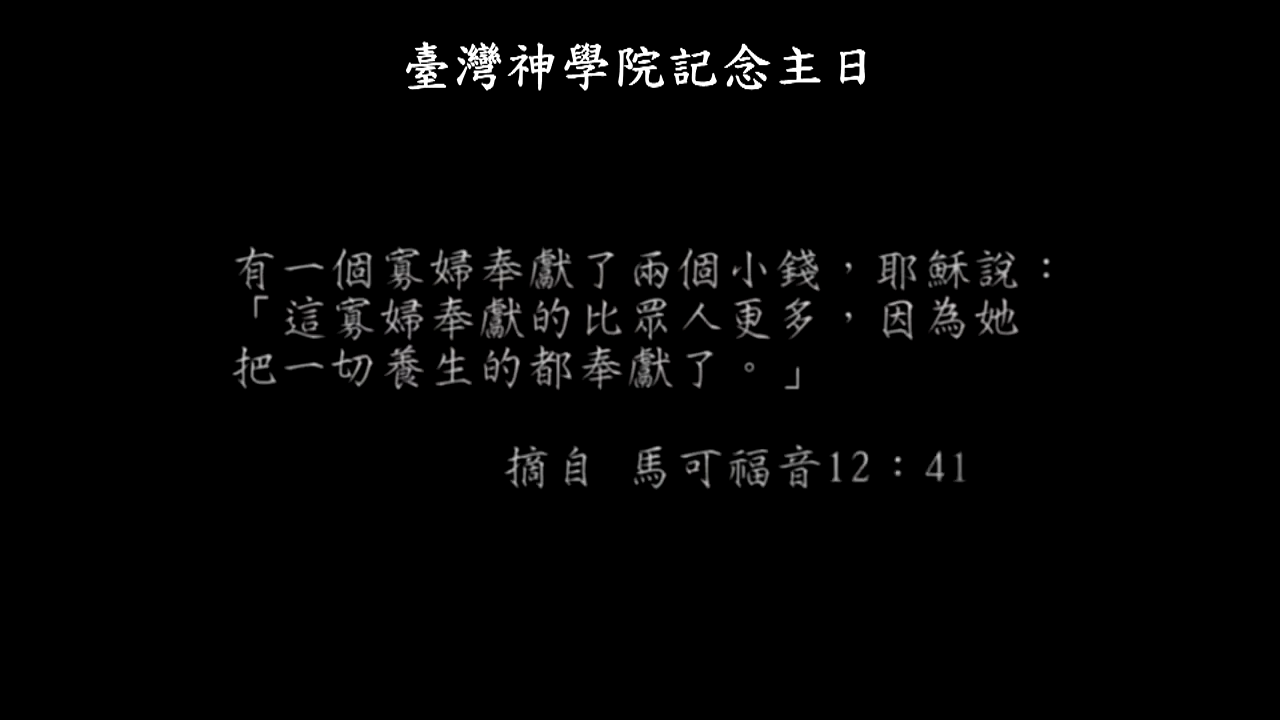 臺灣神學院記念主日
有一個寡婦奉獻了兩個小錢，耶穌說：
「這寡婦奉獻的比眾人更多，因為她
把一切養生的都奉獻了。」
摘自 馬可福音12：41